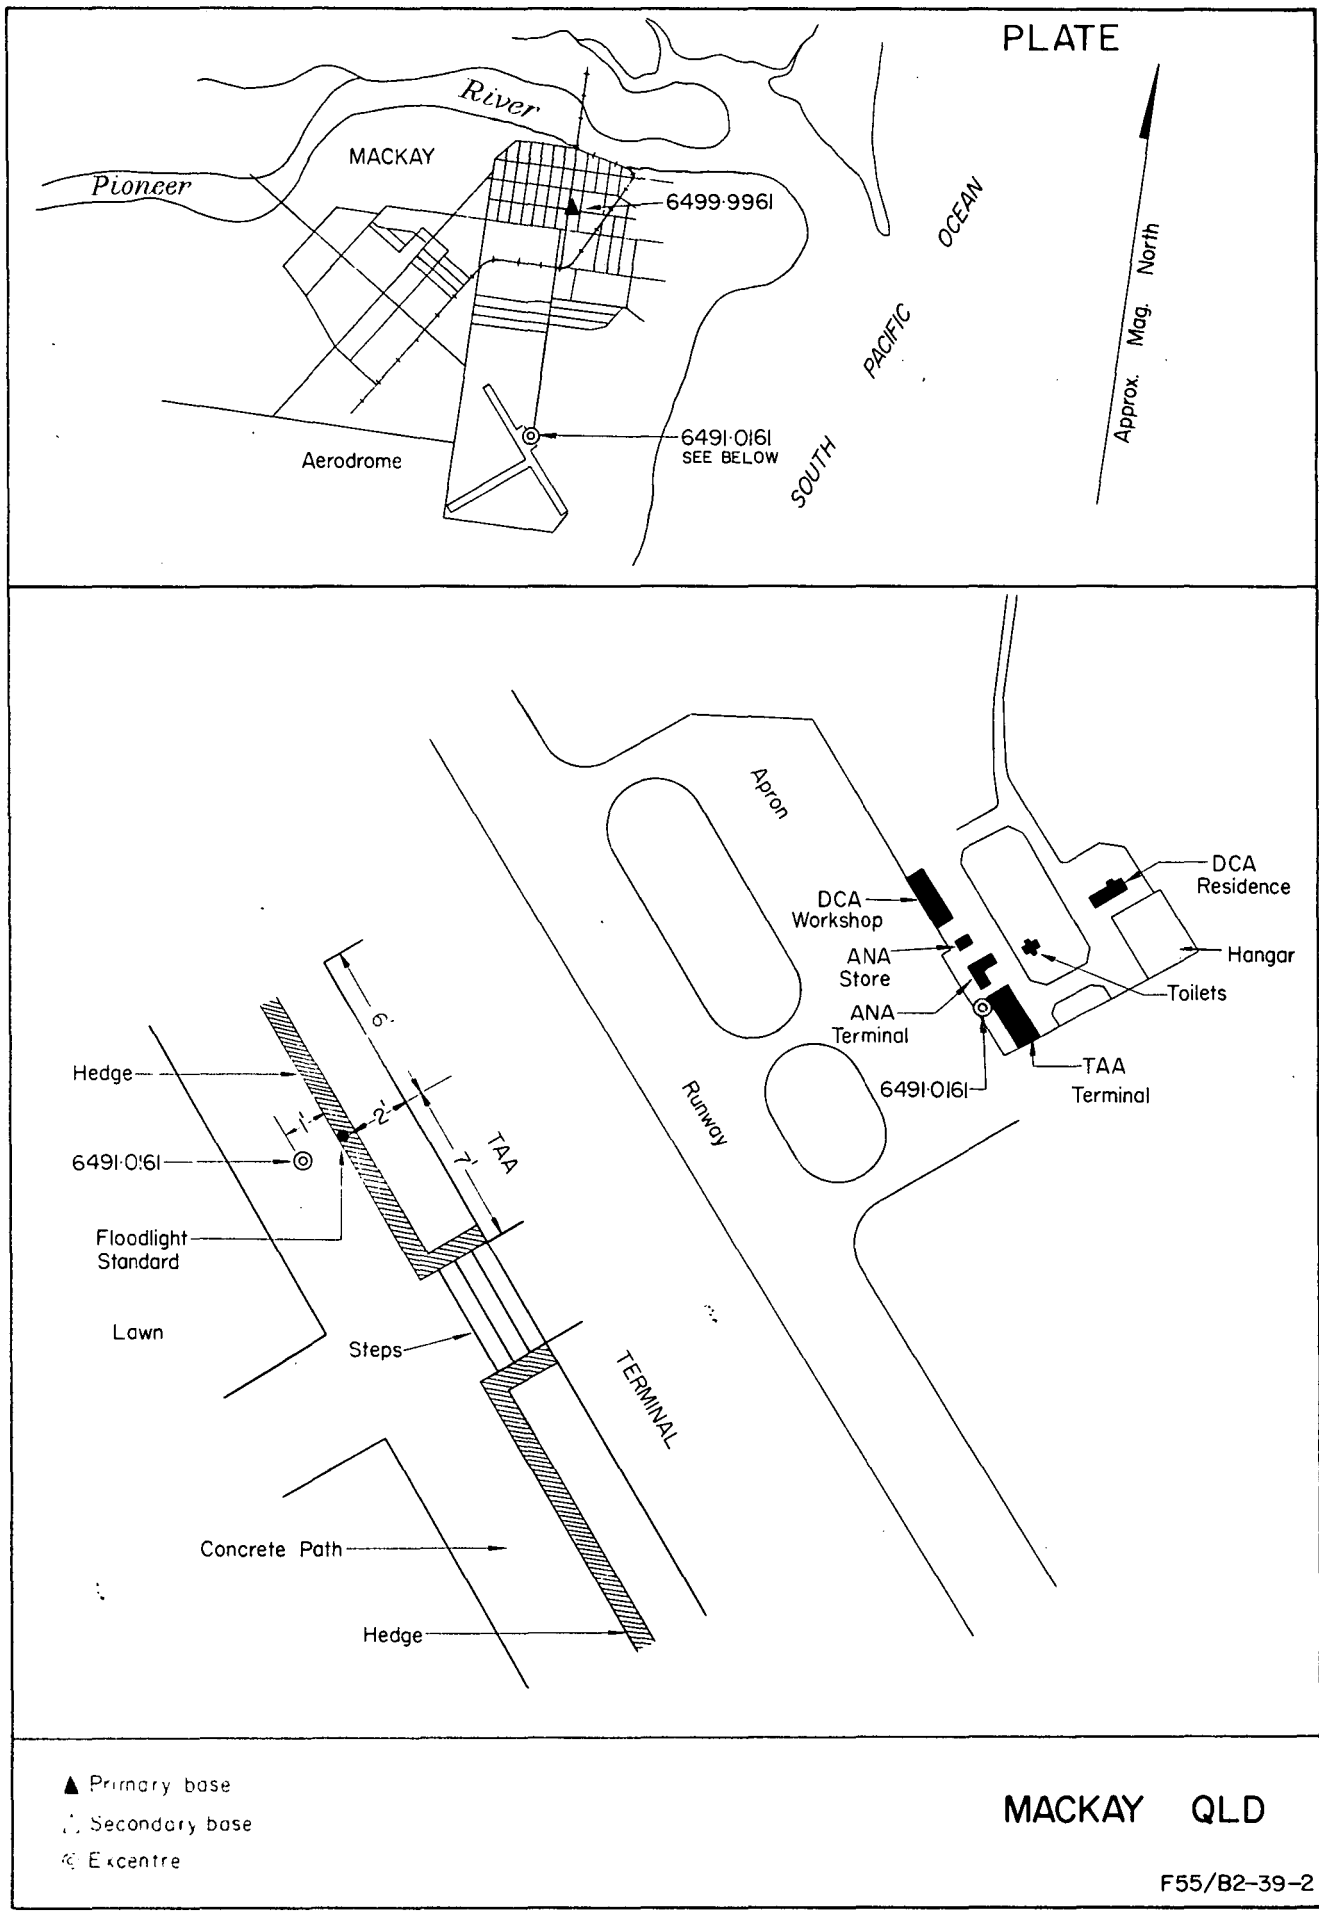 PLATE
River
MACKAY
Pioneer
6499·9961
OCEAN
PACIFIC
SOUTH
Approx. Mag. North
6491·0161
SEE BELOW
Aerodrome
Apron
DCA
Residence
DCA
Workshop
ANA
Store
Hangar
Toilets
ANA
Terminal
TAA
Terminal
6491·0161
Runway
6'
Hedge
2'
1'
TAA
7'
6491·0161
Floodlight
Standard
Lawn
Steps
TERMINAL
Concrete Path
Hedge
Primary base
Secondary base
Excentre
MACKAY QLD
F55/B2-39-2